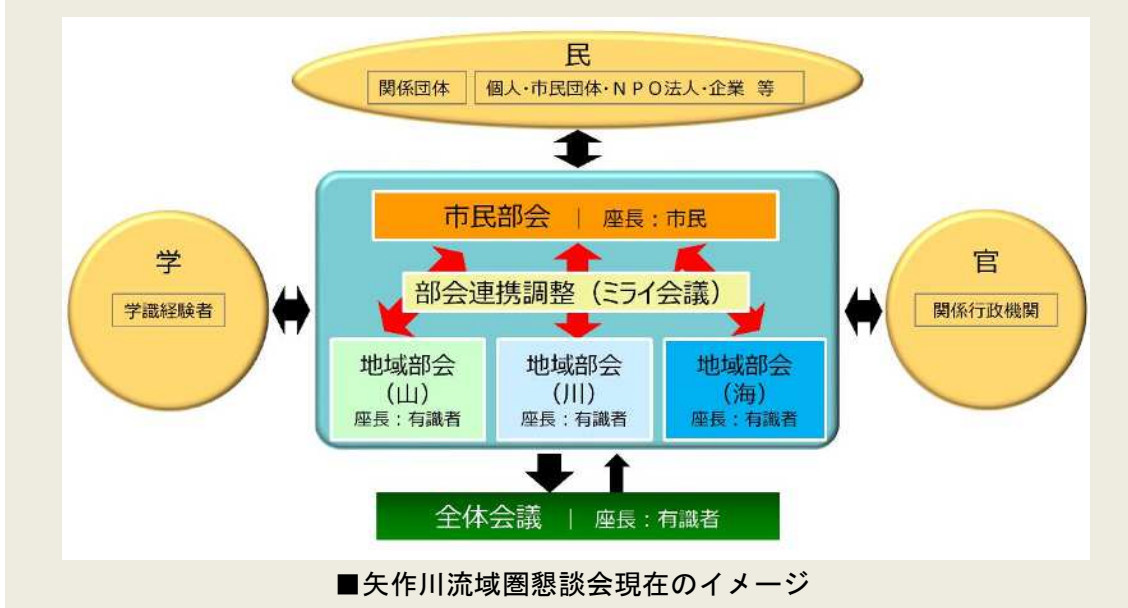 民
関係団体
個人・市民団体・NPO法人・企業 等
市民部会 | 座長：市民
学
学識経験者
部会連携調整（ミライ会議）
官
関係行政機関
地域部会
（山）
座長：有識者
地域部会
（川）
座長：有識者
地域部会
（海）
座長：有識者
全体会議 | 座長：有識者
■矢作川流域圏懇談会現在のイメージ